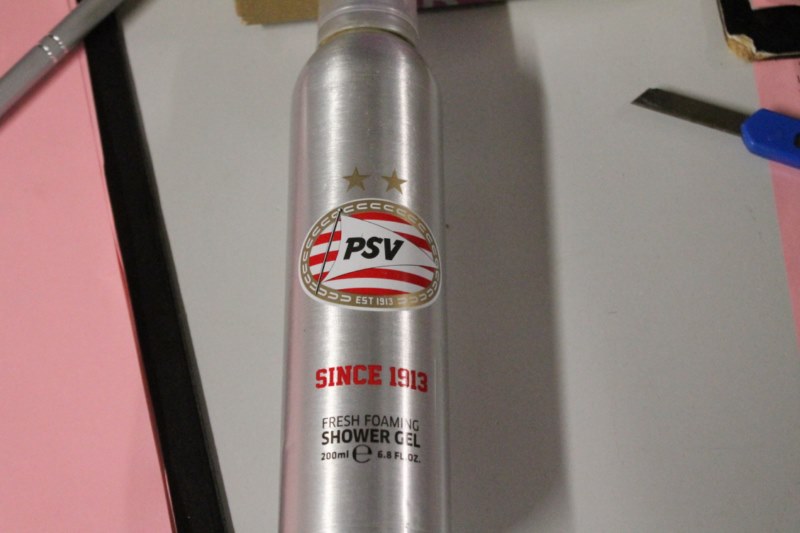 PSV
EST 1913
SINCE 1913
FRESH FOAMING
SHOWER GEL
200ml e 6.8 FL.OZ.